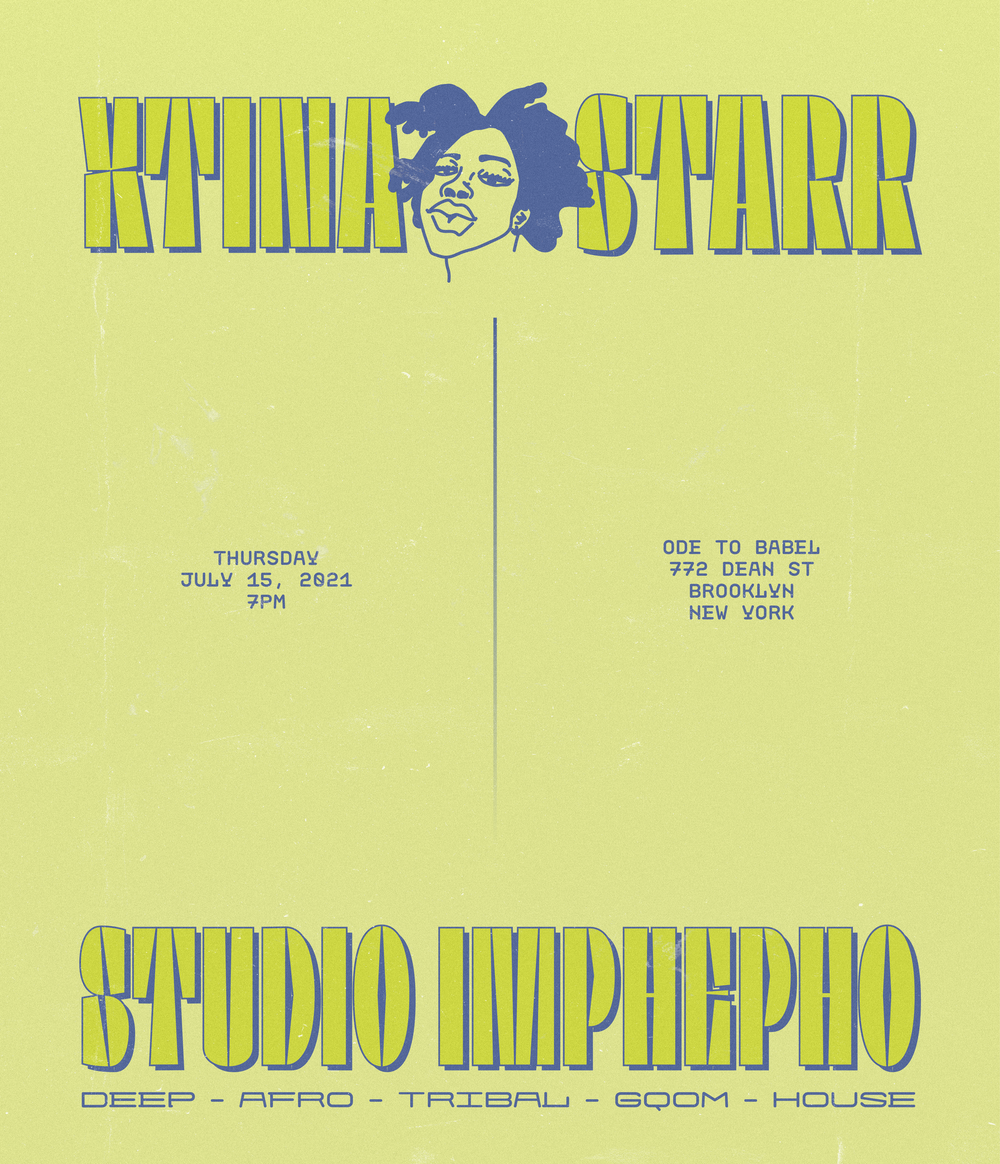 XTINA STARR
THURSDAY
JULY 15, 2021
7PM
ODE TO BABEL
772 DEAN ST
BROOKLYN
NEW YORK
STUDIO IMPHEPHO
DEEP - AFRO - TRIBAL - GQOM - HOUSE